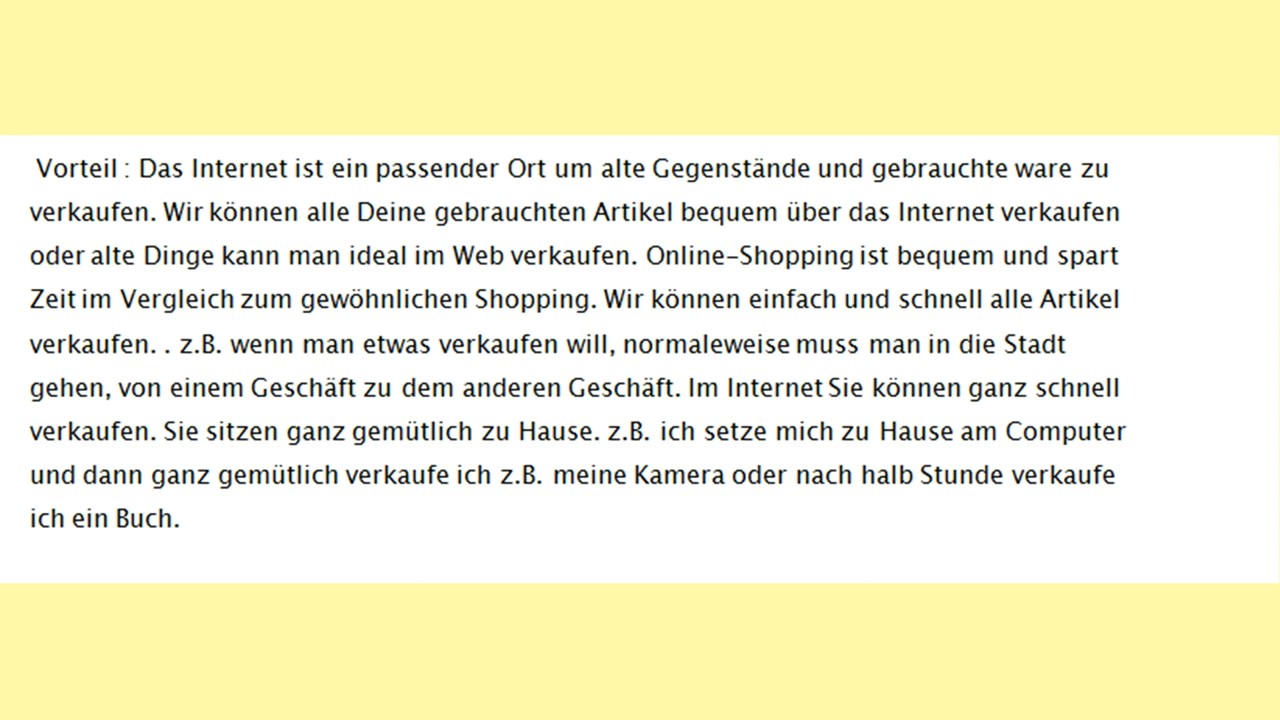 Vorteil : Das Internet ist ein passender Ort um alte Gegenstände und gebrauchte ware zu
verkaufen. Wir können alle Deine gebrauchten Artikel bequem über das Internet verkaufen
oder alte Dinge kann man ideal im Web verkaufen. Online-Shopping ist bequem und spart
Zeit im Vergleich zum gewöhnlichen Shopping. Wir können einfach und schnell alle Artikel
verkaufen. . z.B. wenn man etwas verkaufen will, normaleweise muss man in die Stadt
gehen, von einem Geschäft zu dem anderen Geschäft. Im Internet Sie können ganz schnell
verkaufen. Sie sitzen ganz gemütlich zu Hause. z.B. ich setze mich zu Hause am Computer
und dann ganz gemütlich verkaufe ich z.B. meine Kamera oder nach halb Stunde verkaufe
ich ein Buch.